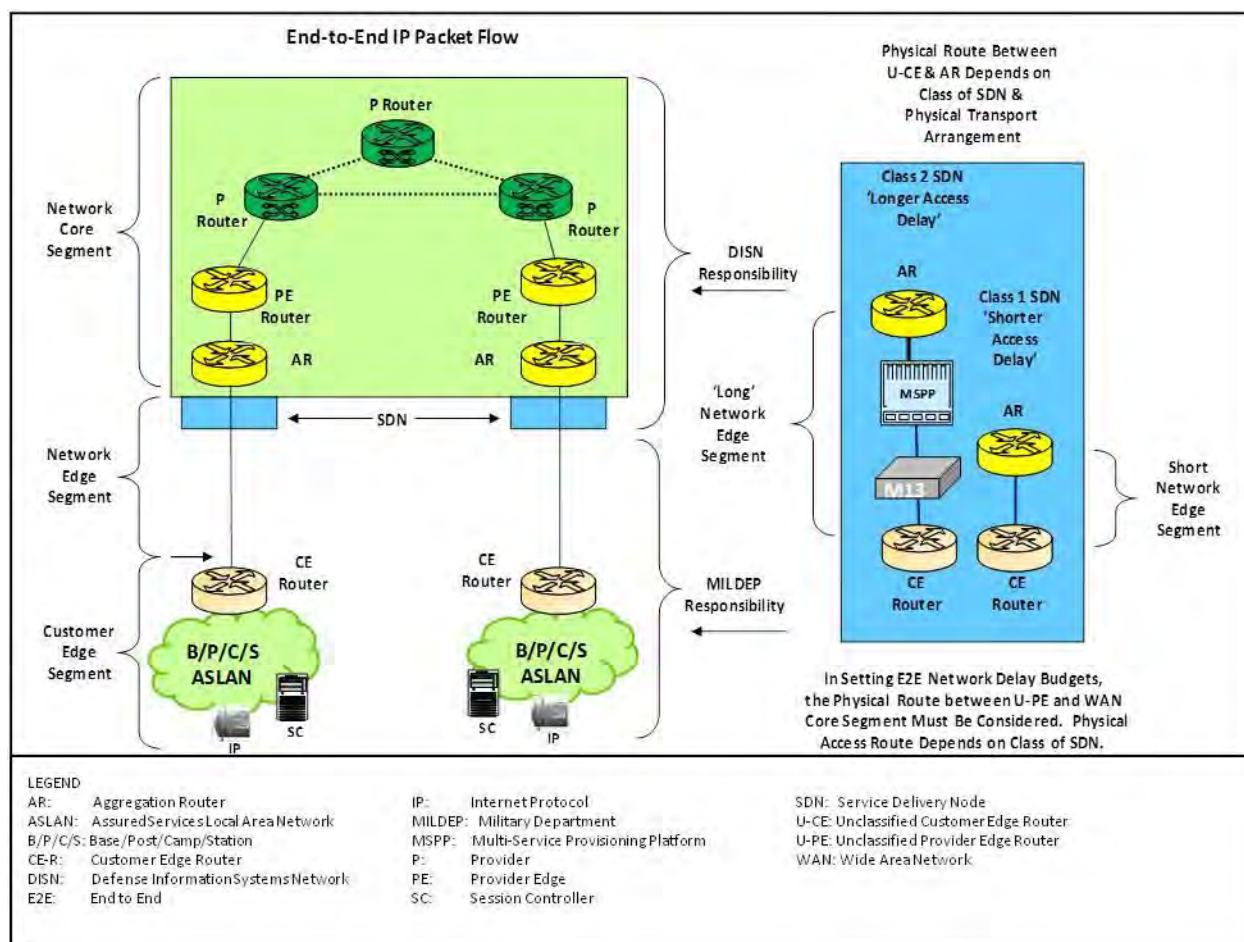 End-to-End IP Packet Flow
Physical Route Between
U-CE & AR Depends on
Class of SDN &
Physical Transport
Arrangement
P Router
P
Router
P
Router
PE
Router
PE
Router
AR
AR
SDN
Network
Core
Segment
Network
Edge
Segment
Customer
Edge
Segment
CE
Router
CE
Router
B/P/C/S
ASLAN
B/P/C/S
ASLAN
SC
IP
SC
IP
DISN
Responsibility
MILDEP
Responsibility
Class 2 SDN
'Longer Access
Delay'
AR
Class 1 SDN
'Shorter
Access
Delay'
MSPP
AR
M13
'Long'
Network
Edge
Segment
Short
Network
Edge
Segment
CE
Router
CE
Router
In Setting E2E Network Delay Budgets,
the Physical Route between U-PE and WAN
Core Segment Must Be Considered. Physical
Access Route Depends on Class of SDN.
LEGEND
AR: Aggregation Router
ASLAN: Assured Services Local Area Network
B/P/C/S: Base/Post/Camp/Station
CE-R: Customer Edge Router
DISN: Defense Information Systems Network
E2E: End to End
IP: Internet Protocol
MILDEP: Military Department
MSPP: Multi-Service Provisioning Platform
P: Provider
PE: Provider Edge
SC: Session Controller
SDN: Service Delivery Node
U-CE: Unclassified Customer Edge Router
U-PE: Unclassified Provider Edge Router
WAN: Wide Area Network